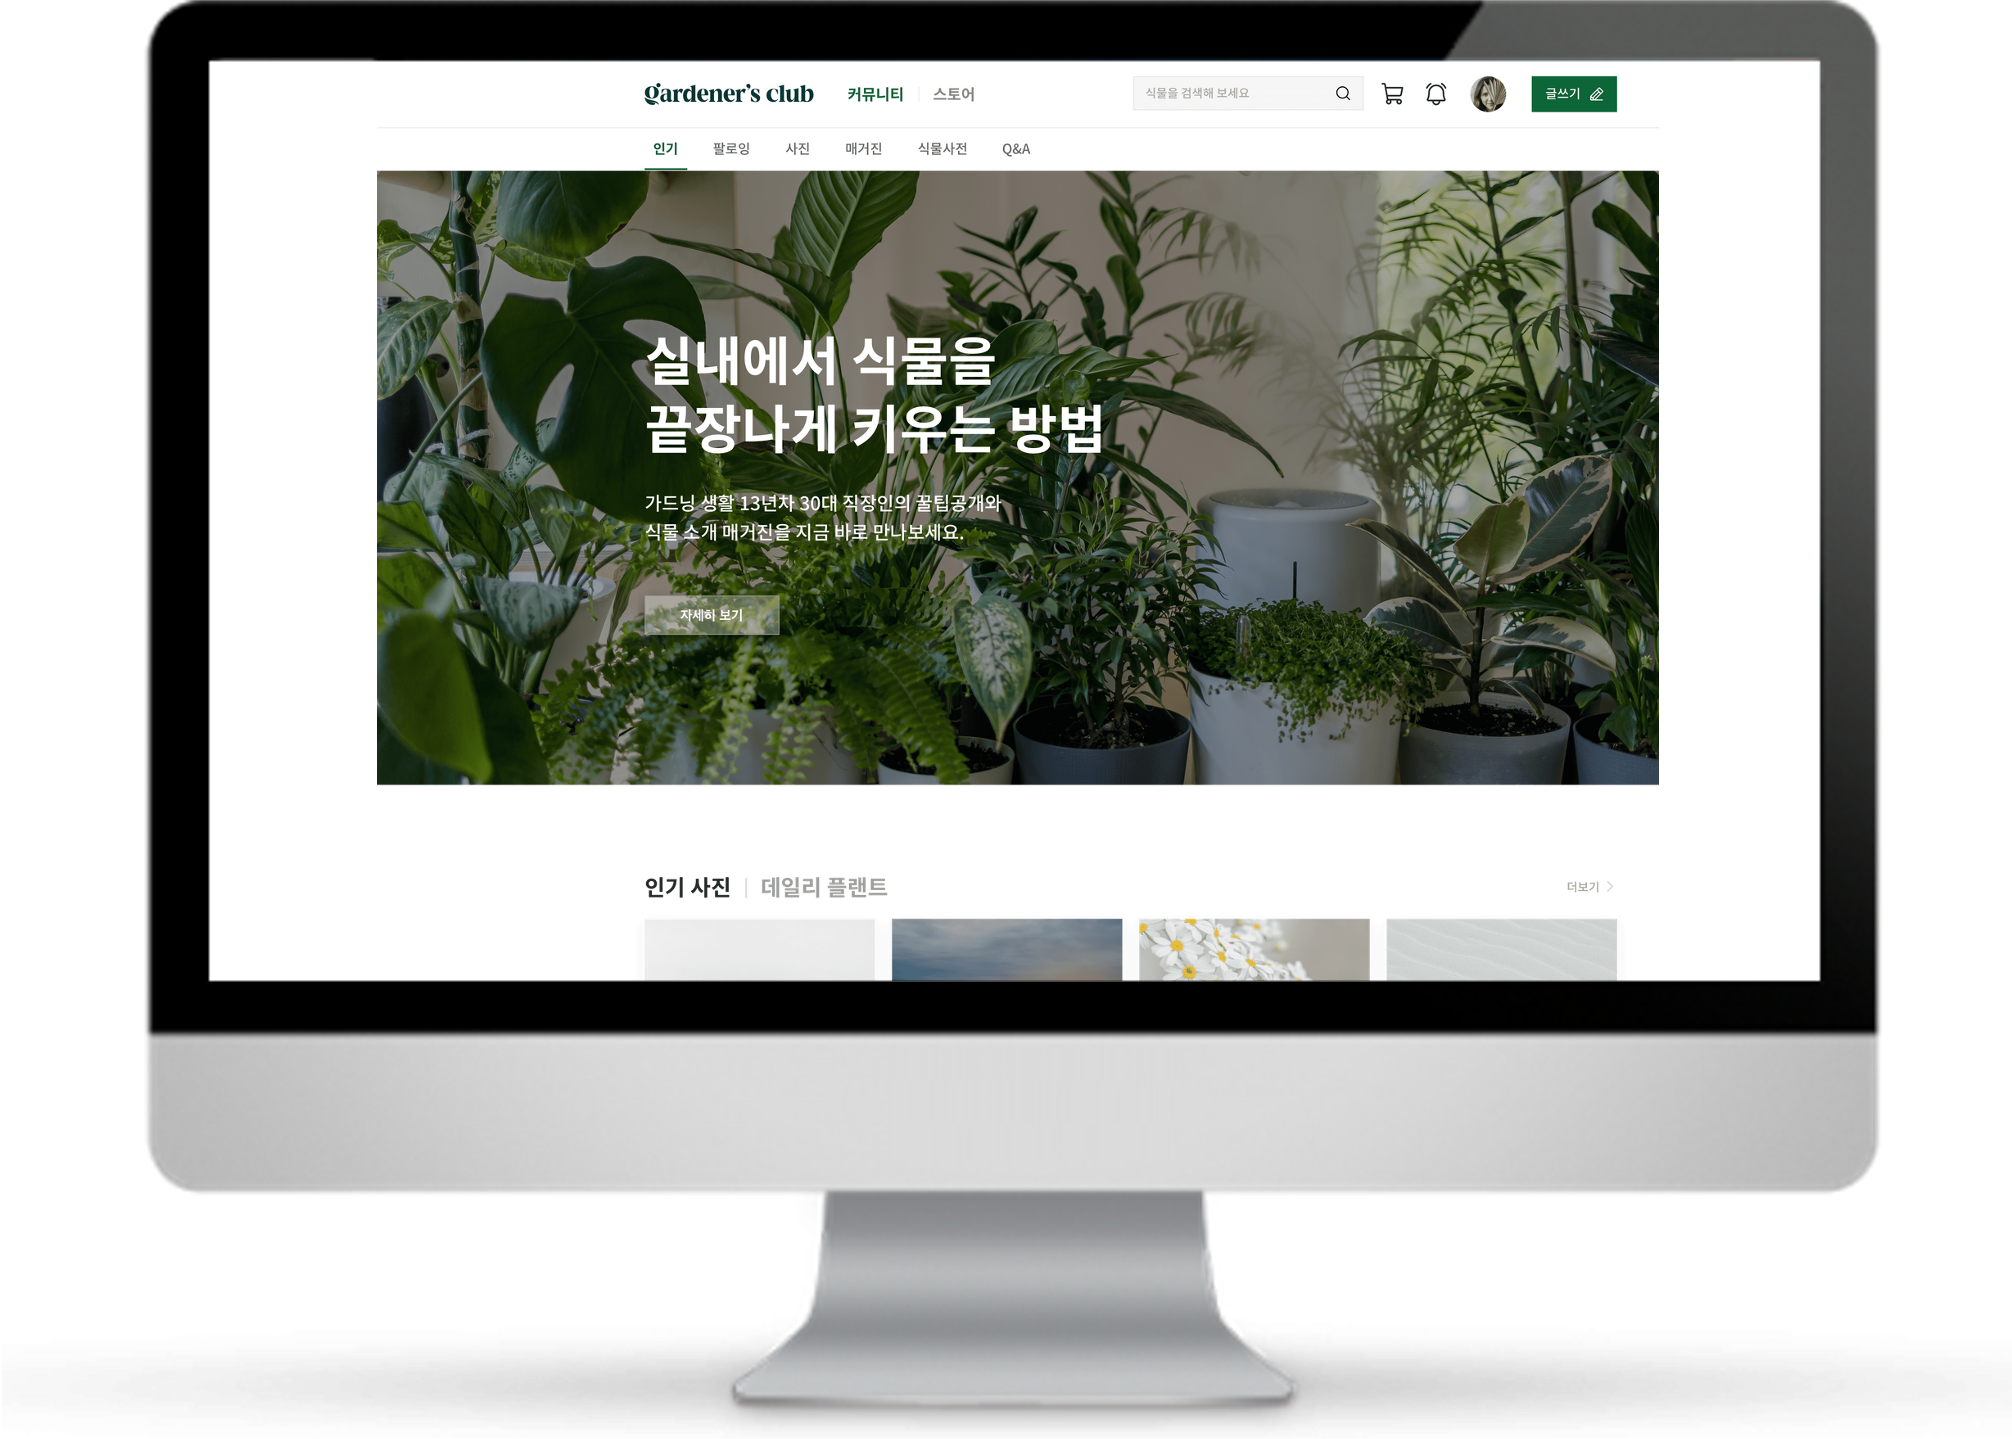 gardener's club 커뮤니티 스토어 식물을 검색해 보세요 글쓰기
인기 팔로잉 사진 매거진 식물사전 Q&A
실내에서 식물을
끝장나게 키우는 방법
가드닝 생활 13년차 30대 직장인의 꿀팁공개와
식물 소개 매거진을 지금 바로 만나보세요.
자세히 보기
인기 사진 데일리 플랜트 더보기